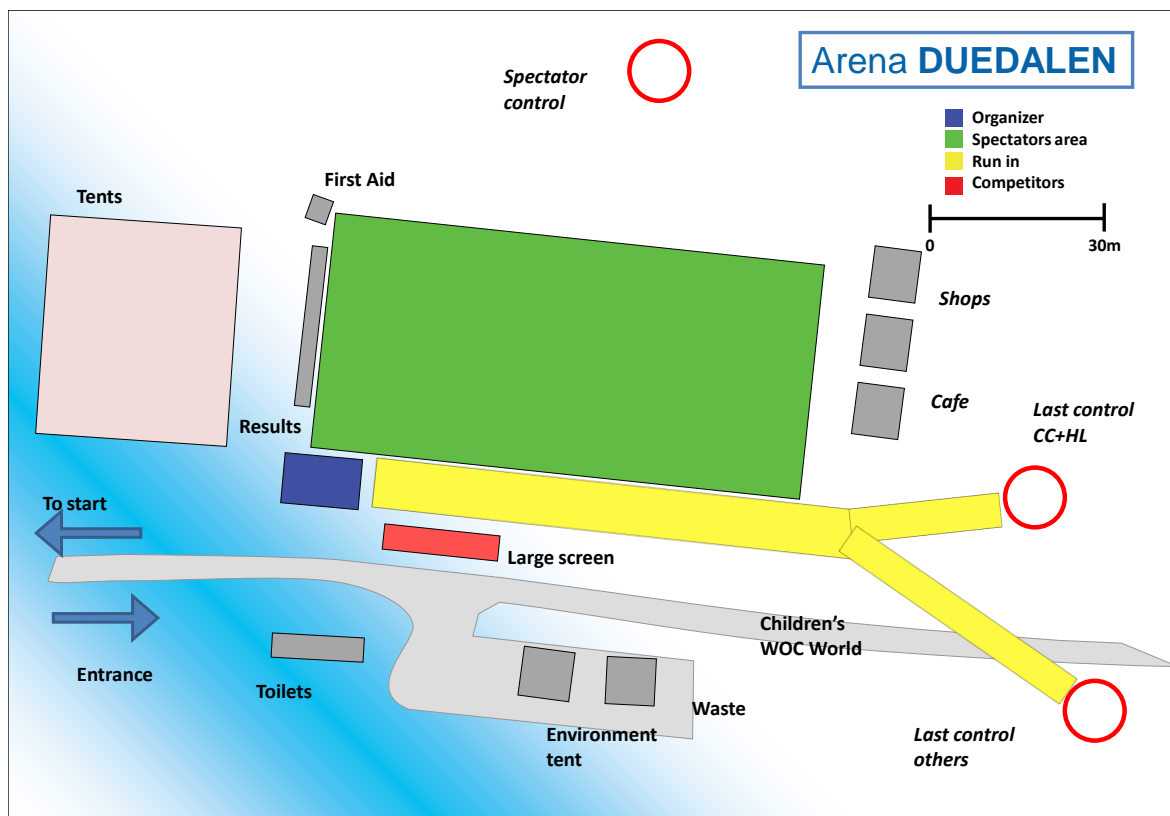 Arena DUEDALEN
Spectator
control
Organizer
Spectators area
Run in
Competitors
0
30m
First Aid
Tents
Shops
Cafe
Last control
CC+HL
Results
To start
Large screen
Children's
WOC World
Entrance
Toilets
Waste
Environment
tent
Last control
others